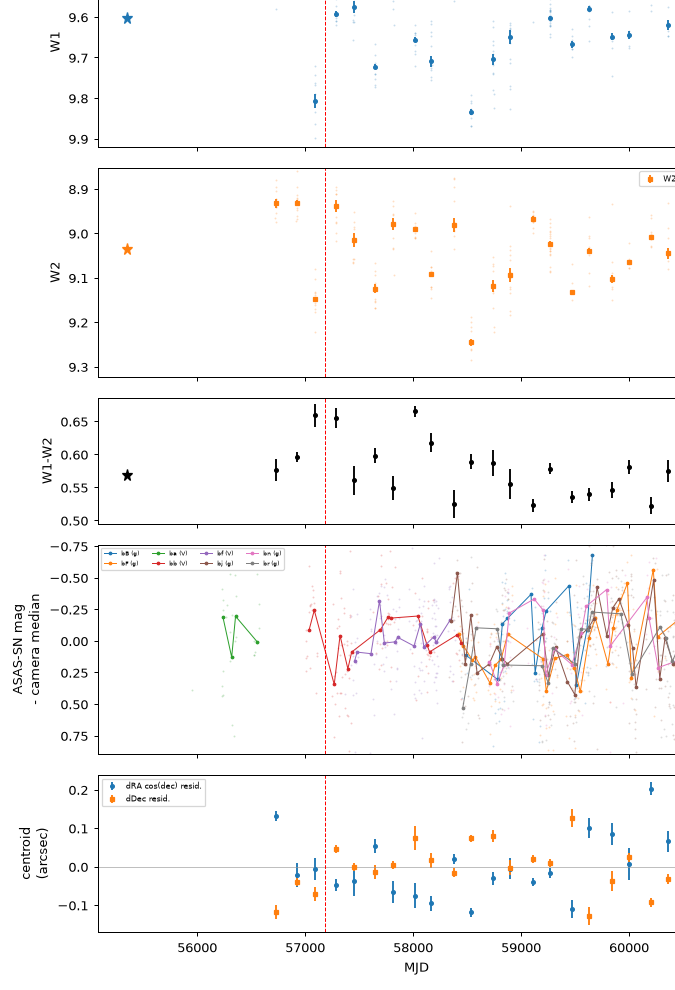 9.6
9.7
9.8
9.9
W1
8.9
9.0
9.1
9.2
9.3
W2
W2
0.65
0.60
0.55
0.50
W1-W2
−0.75
−0.50
−0.25
0.00
0.25
0.50
0.75
ASAS-SN mag
- camera median
bB (g) ba (V) bf (V) bn (g)
bF (g) bb (V) bj (g) br (g)
0.2
0.1
0.0
−0.1
centroid
(arcsec)
dRA cos(dec) resid.
dDec resid.
56000 57000 58000 59000 60000
MJD